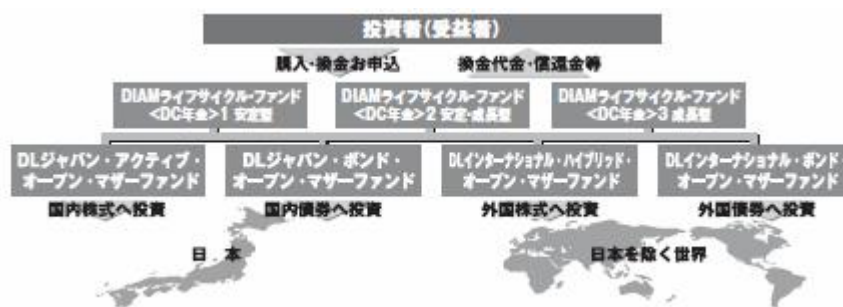 投資者(受益者)
購入・換金お申込
換金代金・償還金等
DIAMライフサイクル・ファンド
<DC年金>1 安定型
DIAMライフサイクル・ファンド
<DC年金>2 安定・成長型
DIAMライフサイクル・ファンド
<DC年金>3 成長型
DLジャパン・アクティブ・
オープン・マザーファンド
DLジャパン・ボンド・
オープン・マザーファンド
DLインターナショナル・ハイブリッド・
オープン・マザーファンド
DLインターナショナル・ボンド・
オープン・マザーファンド
国内株式へ投資
国内債券へ投資
外国株式へ投資
外国債券へ投資
日 本
日本を除く世界